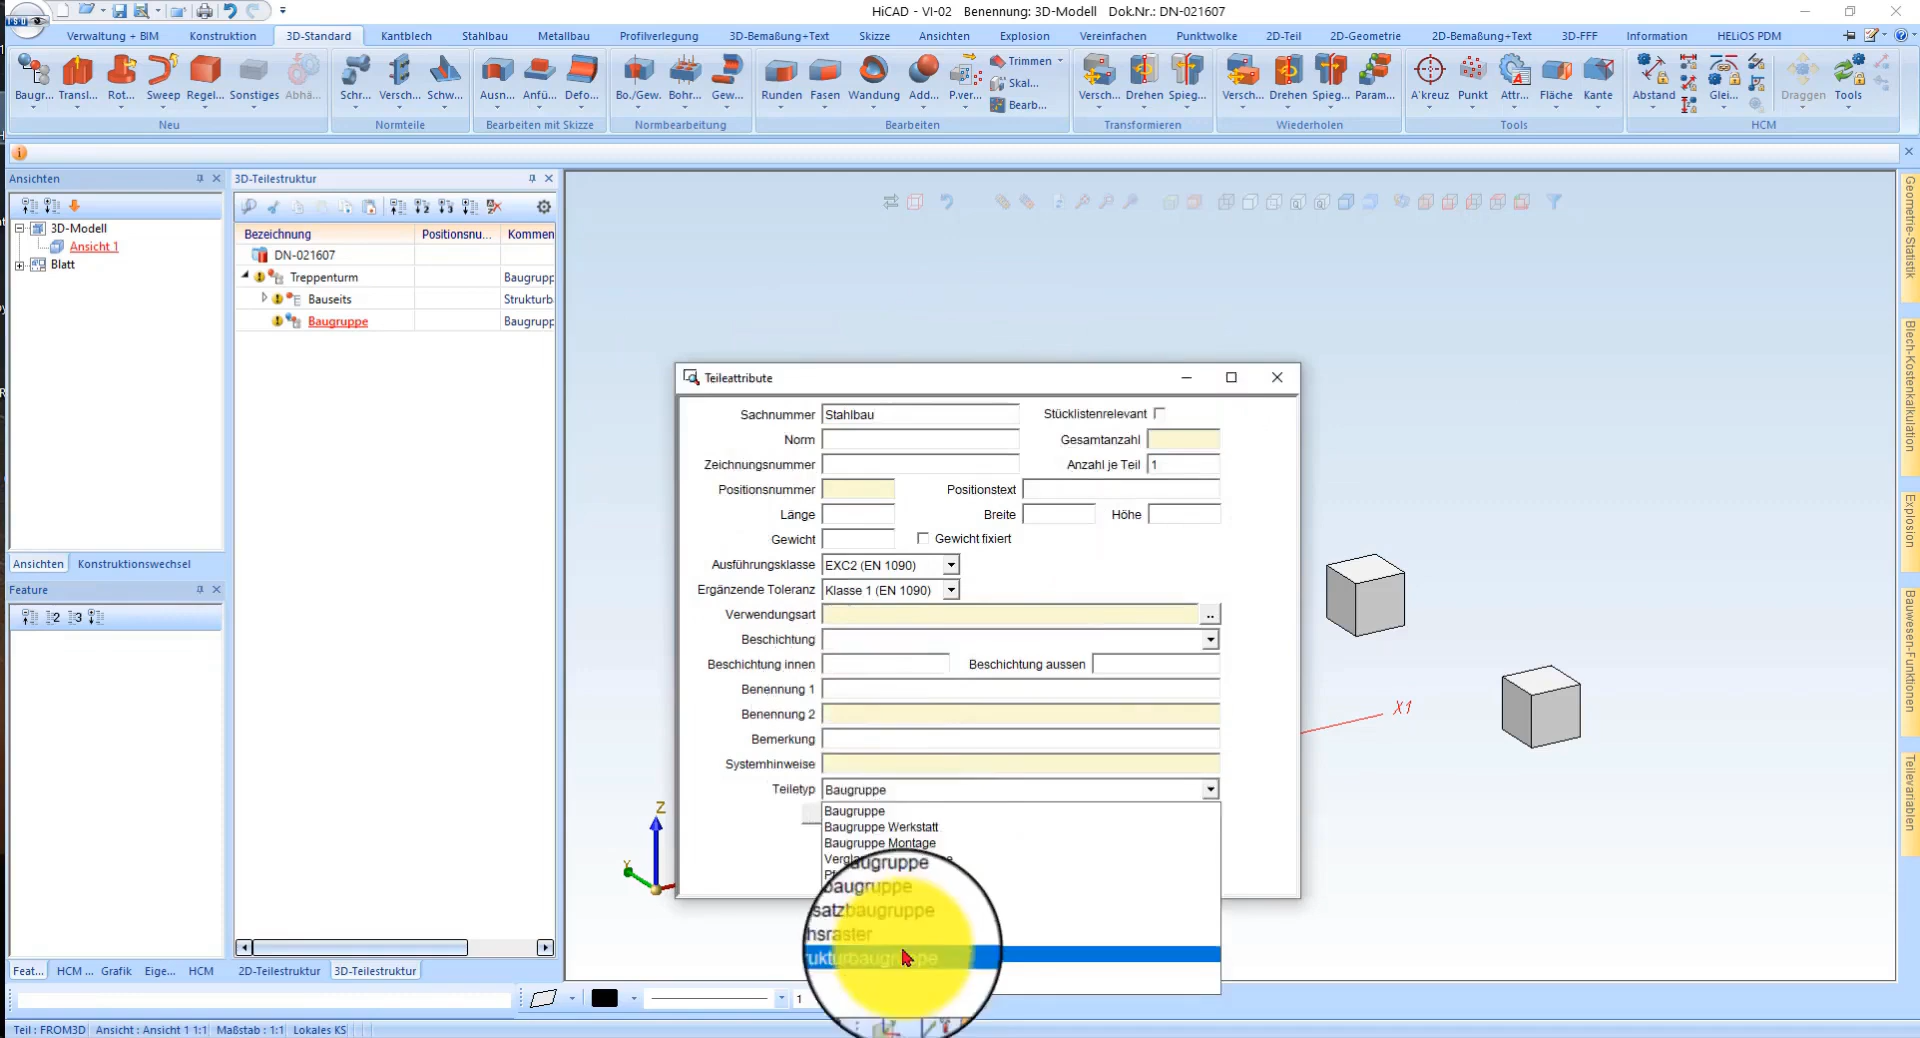 HiCAD - VI-02 Benennung: 3D-Modell Dok.Nr.: DN-021607
Verwaltung + BIM
Konstruktion
3D-Standard
Kantblech
Stahlbau
Metallbau
Profilverlegung
3D-Bemaßung+Text
Skizze
Ansichten
Explosion
Vereinfachen
Punktwolke
2D-Teil
2D-Geometrie
2D-Bemaßung+Text
3D-FFF
Information
HELiOS PDM
Baugr...
Transl...
Rot...
Sweep
Regel...
Sonstiges
Abhä...
Schr...
Versch...
Schw...
Ausn...
Anfü...
Defo...
Bo./Gew.
Bohr...
Gew...
Runden
Fasen
Wandung
Add...
P.ver...
Trimmen
Skal...
Bearb...
Versch...
Drehen
Spieg...
Versch...
Drehen
Spieg...
Param...
A'kreuz
Punkt
Attr...
Fläche
Kante
Abstand
Glei...
Draggen
Tools
Neu
Normteile
Bearbeiten mit Skizze
Normbearbeitung
Bearbeiten
Transformieren
Wiederholen
Tools
HCM
Ansichten
3D-Modell
Ansicht 1
Blatt
Ansichten
Konstruktionswechsel
Feature
Feat...
HCM ...
Grafik
Eige...
HCM
3D-Teilestruktur
Bezeichnung
Positionsnu...
Kommen
DN-021607
Treppenturm
Baugrupp
Bauseits
Strukturb
Baugruppe
Baugrupp
2D-Teilestruktur
3D-Teilestruktur
Teileattribute
Sachnummer
Stahlbau
Stücklistenrelevant
Norm
Gesamtanzahl
Zeichnungsnummer
Anzahl je Teil
1
Positionsnummer
Positionstext
Länge
Breite
Höhe
Gewicht
Gewicht fixiert
Ausführungsklasse
EXC2 (EN 1090)
Ergänzende Toleranz
Klasse 1 (EN 1090)
Verwendungsart
..
Beschichtung
Beschichtung innen
Beschichtung aussen
Benennung 1
Benennung 2
Bemerkung
Systemhinweise
Teiletyp
Baugruppe
Baugruppe
Baugruppe Werkstatt
Baugruppe Montage
augruppe
baugruppe
satzbaugruppe
hsraster
ukturbaugruppe
X1
Z
Y
Geometrie-Statistik
Blech-Kostenkalkulation
Explosion
Bauwesen-Funktionen
Teilevariablen
1
Teil : FROM3D
Ansicht : Ansicht 1 1:1
Maßstab : 1:1
Lokales KS